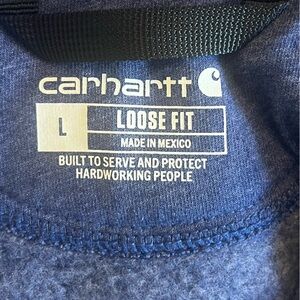 carhartt
L LOOSE FIT
MADE IN MEXICO
BUILT TO SERVE AND PROTECT
HARDWORKING PEOPLE